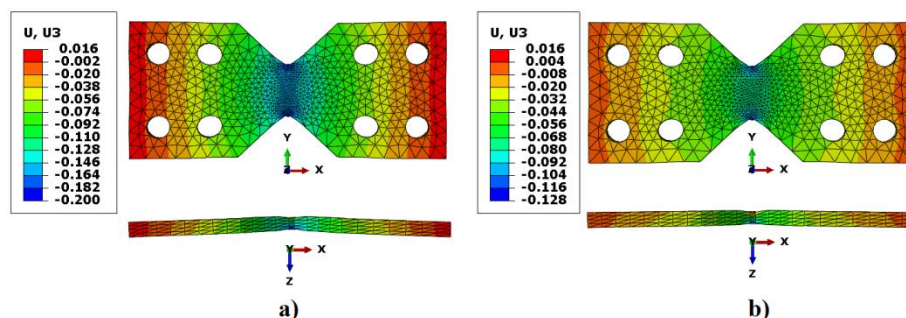 U, U3
0.016
-0.002
-0.020
-0.038
-0.056
-0.074
-0.092
-0.110
-0.128
-0.146
-0.164
-0.182
-0.200
Y
Z X
Y X
Z
a)
U, U3
0.016
0.004
-0.008
-0.020
-0.032
-0.044
-0.056
-0.068
-0.080
-0.092
-0.104
-0.116
-0.128
Y
Z X
Y X
Z
b)